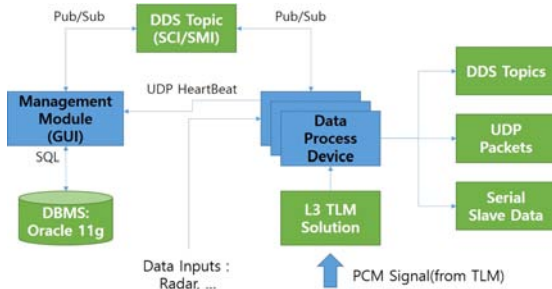 Pub/Sub
DDS Topic
(SCI/SMI)
Pub/Sub
UDP HeartBeat
Management
Module
(GUI)
SQL
DBMS:
Oracle 11g
Data
Process
Device
L3 TLM
Solution
Data Inputs :
Radar, ...
PCM Signal(from TLM)
DDS Topics
UDP
Packets
Serial
Slave Data